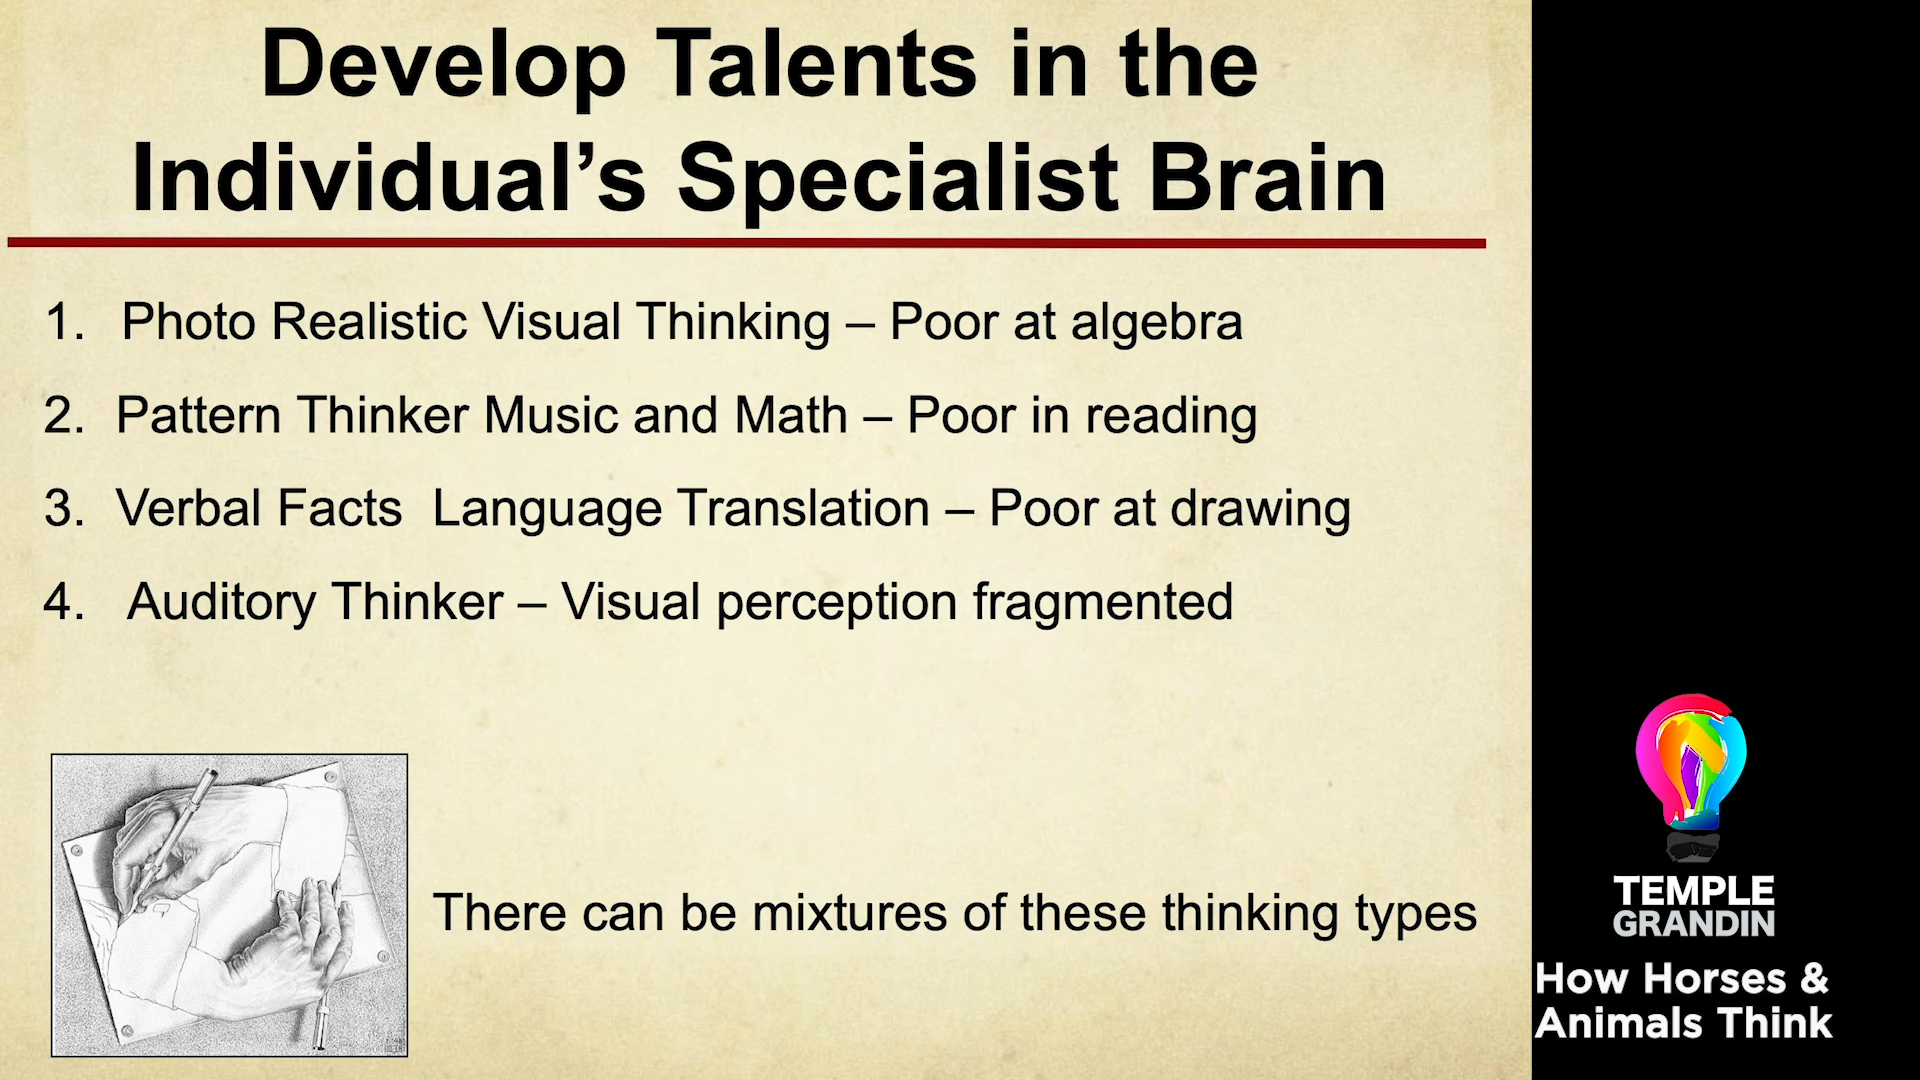 Develop Talents in the
Individual’s Specialist Brain
1. Photo Realistic Visual Thinking – Poor at algebra
2. Pattern Thinker Music and Math – Poor in reading
3. Verbal Facts  Language Translation – Poor at drawing
4. Auditory Thinker – Visual perception fragmented
There can be mixtures of these thinking types
TEMPLE
GRANDIN
How Horses &
Animals Think